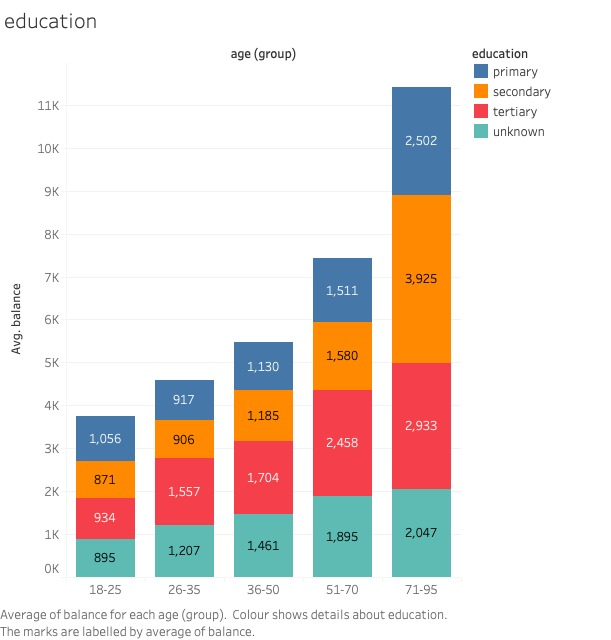 education
age (group)
education
primary
secondary
tertiary
unknown
Avg. balance
11K
10K
9K
8K
7K
6K
5K
4K
3K
2K
1K
0K
1,056
871
934
895
917
906
1,557
1,207
1,130
1,185
1,704
1,461
1,511
1,580
2,458
1,895
2,502
3,925
2,933
2,047
18-25
26-35
36-50
51-70
71-95
Average of balance for each age (group).  Colour shows details about education.
The marks are labelled by average of balance.